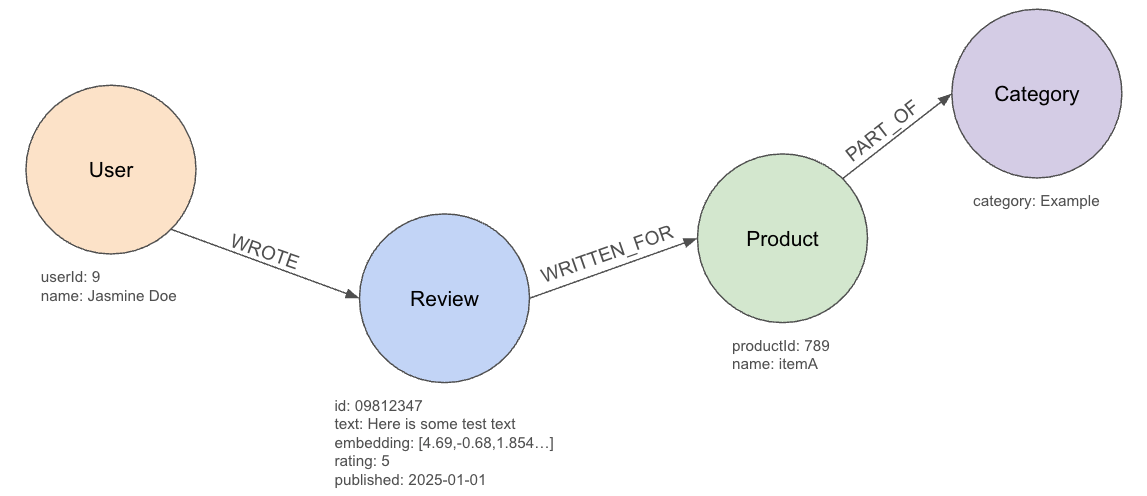 User
WROTE
userId: 9
name: Jasmine Doe
Review
WRITTEN_FOR
id: 09812347
text: Here is some test text
embedding: [4.69,-0.68,1.854…]
rating: 5
published: 2025-01-01
Product
PART_OF
productId: 789
name: itemA
Category
category: Example